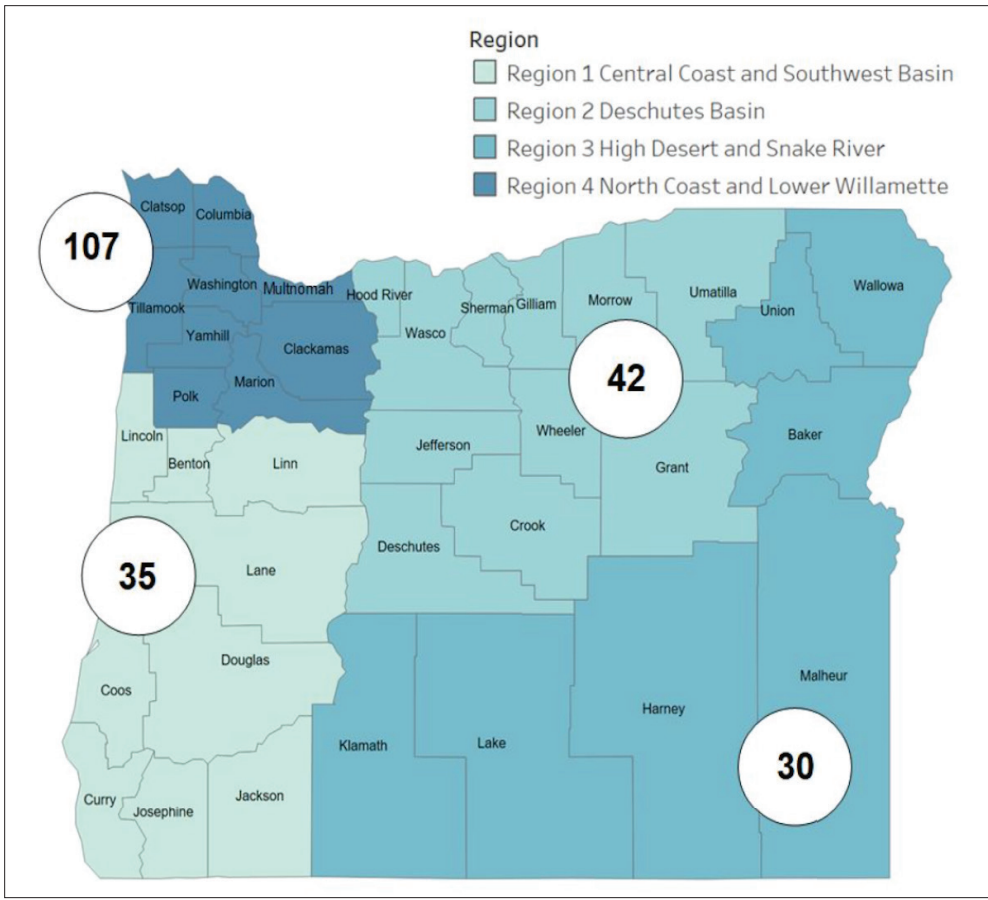 Region
Region 1 Central Coast and Southwest Basin
Region 2 Deschutes Basin
Region 3 High Desert and Snake River
Region 4 North Coast and Lower Willamette
Clatsop
Columbia
107
Washington
Multnomah
Tillamook
Hood River
Wasco
Sherman
Gilliam
Morrow
Umatilla
Union
Wallowa
Yamhill
Clackamas
Marion
Polk
42
Lincoln
Benton
Linn
Jefferson
Wheeler
Grant
Baker
Crook
Deschutes
35
Lane
Douglas
Coos
Malheur
Harney
Klamath
Lake
30
Curry
Josephine
Jackson